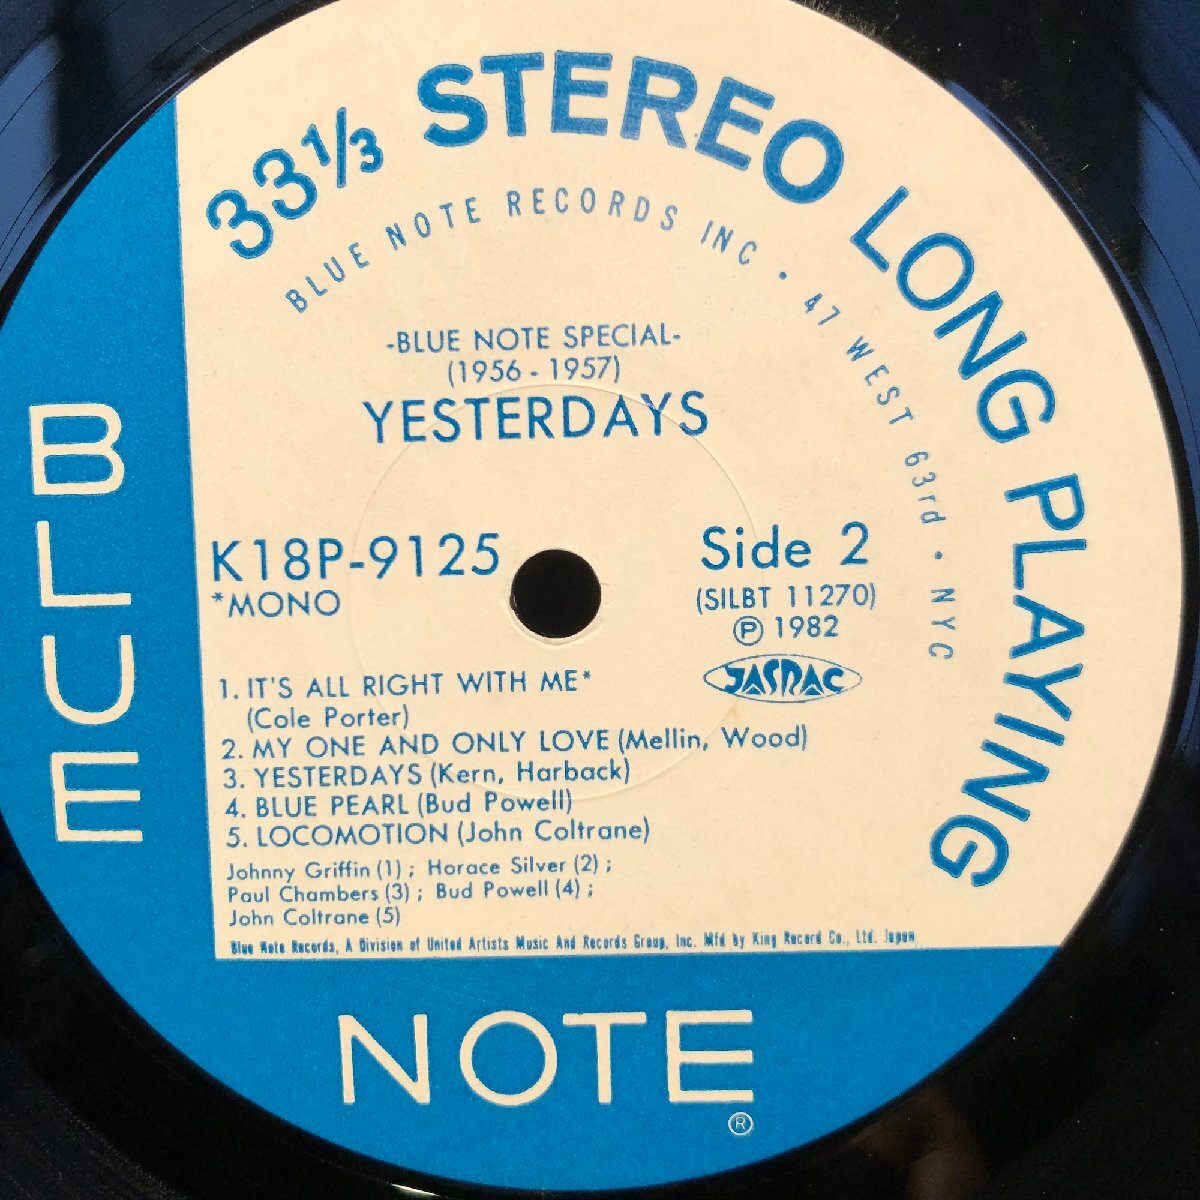 33 1/3 STEREO LONG PLAYING
BLUE NOTE RECORDS INC • 47 WEST 63rd • NYC
-BLUE NOTE SPECIAL-
(1956 - 1957)
YESTERDAYS
K18P-9125
*MONO
Side 2
(SILBT 11270)
Ⓟ 1982
JASRAC
1. IT'S ALL RIGHT WITH ME*
(Cole Porter)
2. MY ONE AND ONLY LOVE (Mellin, Wood)
3. YESTERDAYS (Kern, Harback)
4. BLUE PEARL (Bud Powell)
5. LOCOMOTION (John Coltrane)
Johnny Griffin (1) ; Horace Silver (2) ;
Paul Chambers (3) ; Bud Powell (4) ;
John Coltrane (5)
Blue Note Records, A Division of United Artists Music And Records Group, Inc. Mfd by King Record Co., Ltd. Japan
BLUE
NOTE
®